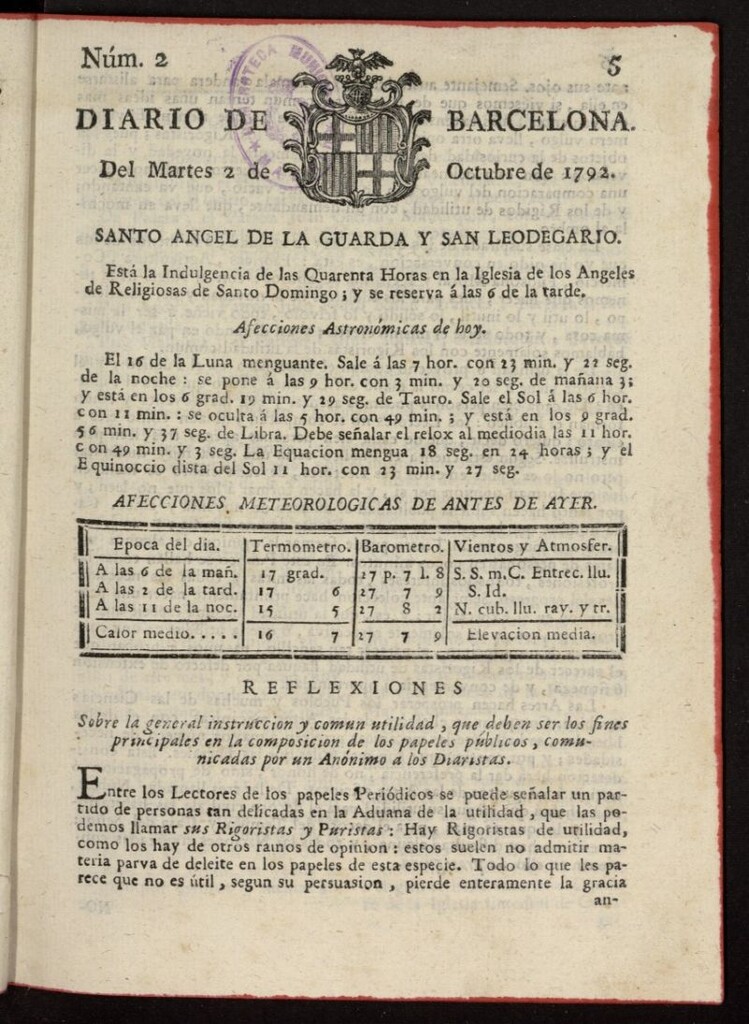 Núm. 2
5
DIARIO DE BARCELONA.
Del Martes 2 de Octubre de 1792.
SANTO ANGEL DE LA GUARDA Y SAN LEODEGARIO.
Está la Indulgencia de las Quarenta Horas en la Iglesia de los Angeles
de Religiosas de Santo Domingo; y se reserva á las 6 de la tarde.
Afecciones Astronómicas de hoy.
El 16 de la Luna menguante. Sale á las 7 hor. con 23 min. y 22 seg.
de la noche: se pone á las 9 hor. con 3 min. y 20 seg. de mañana 3;
y está en los 6 grad. 19 min. y 29 seg. de Tauro. Sale el Sol á las 6 hor.
con 11 min.: se oculta á las 5 hor. con 49 min.; y está en los 9 grad.
56 min. y 37 seg. de Libra. Debe señalar el relox al mediodia las 11 hor.
con 49 min. y 3 seg. La Equacion mengua 18 seg. en 24 horas; y el
Equinoccio dista del Sol 11 hor. con 23 min. y 27 seg.
AFECCIONES METEOROLOGICAS DE ANTES DE AYER.
Epoca del dia. Termometro. Barometro. Vientos y Atmosfer.
A las 6 de la mañ. 17 grad. 27 p. 7 l. 8 S. S. m.C. Entrec. llu.
A las 2 de la tard. 17 6 27 7 9 S. Id.
A las 11 de la noc. 15 5 27 8 2 N. cub. llu. ray. y tr.
Calor medio..... 16 7 27 7 9 Elevacion media.
REFLEXIONES
Sobre la general instruccion y comun utilidad, que deben ser los fines
principales en la composicion de los papeles públicos, comu-
nicadas por un Anónimo a los Diaristas.
Entre los Lectores de los papeles Periódicos se puede señalar un par-
tido de personas tan delicadas en la Aduana de la utilidad, que las po-
demos llamar sus Rigoristas y Puristas: Hay Rigoristas de utilidad,
como los hay de otros ramos de opinion: estos suelen no admitir ma-
teria parva de deleite en los papeles de esta especie. Todo lo que les pa-
rece que no es útil, segun su persuasion, pierde enteramente la gracia
an-